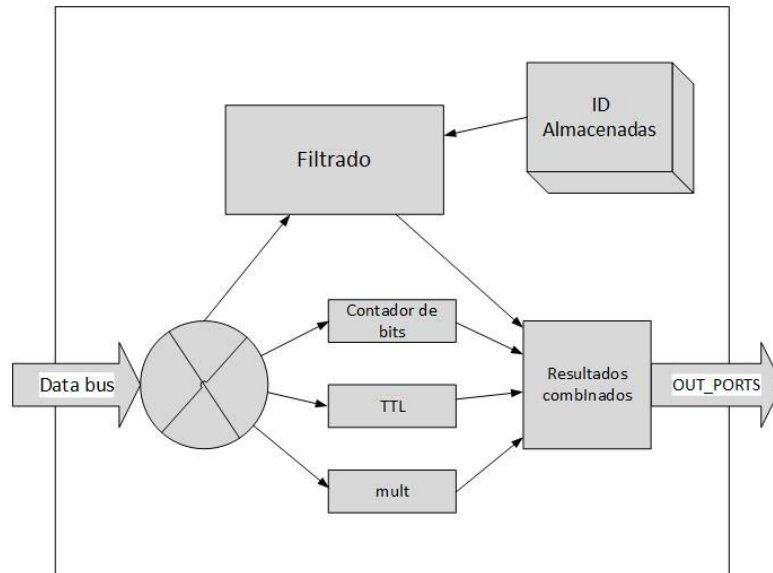 ID
Almacenadas
Filtrado
Contador de
bits
Data bus
TTL
Resultados
combInados
OUT_PORTS
mult